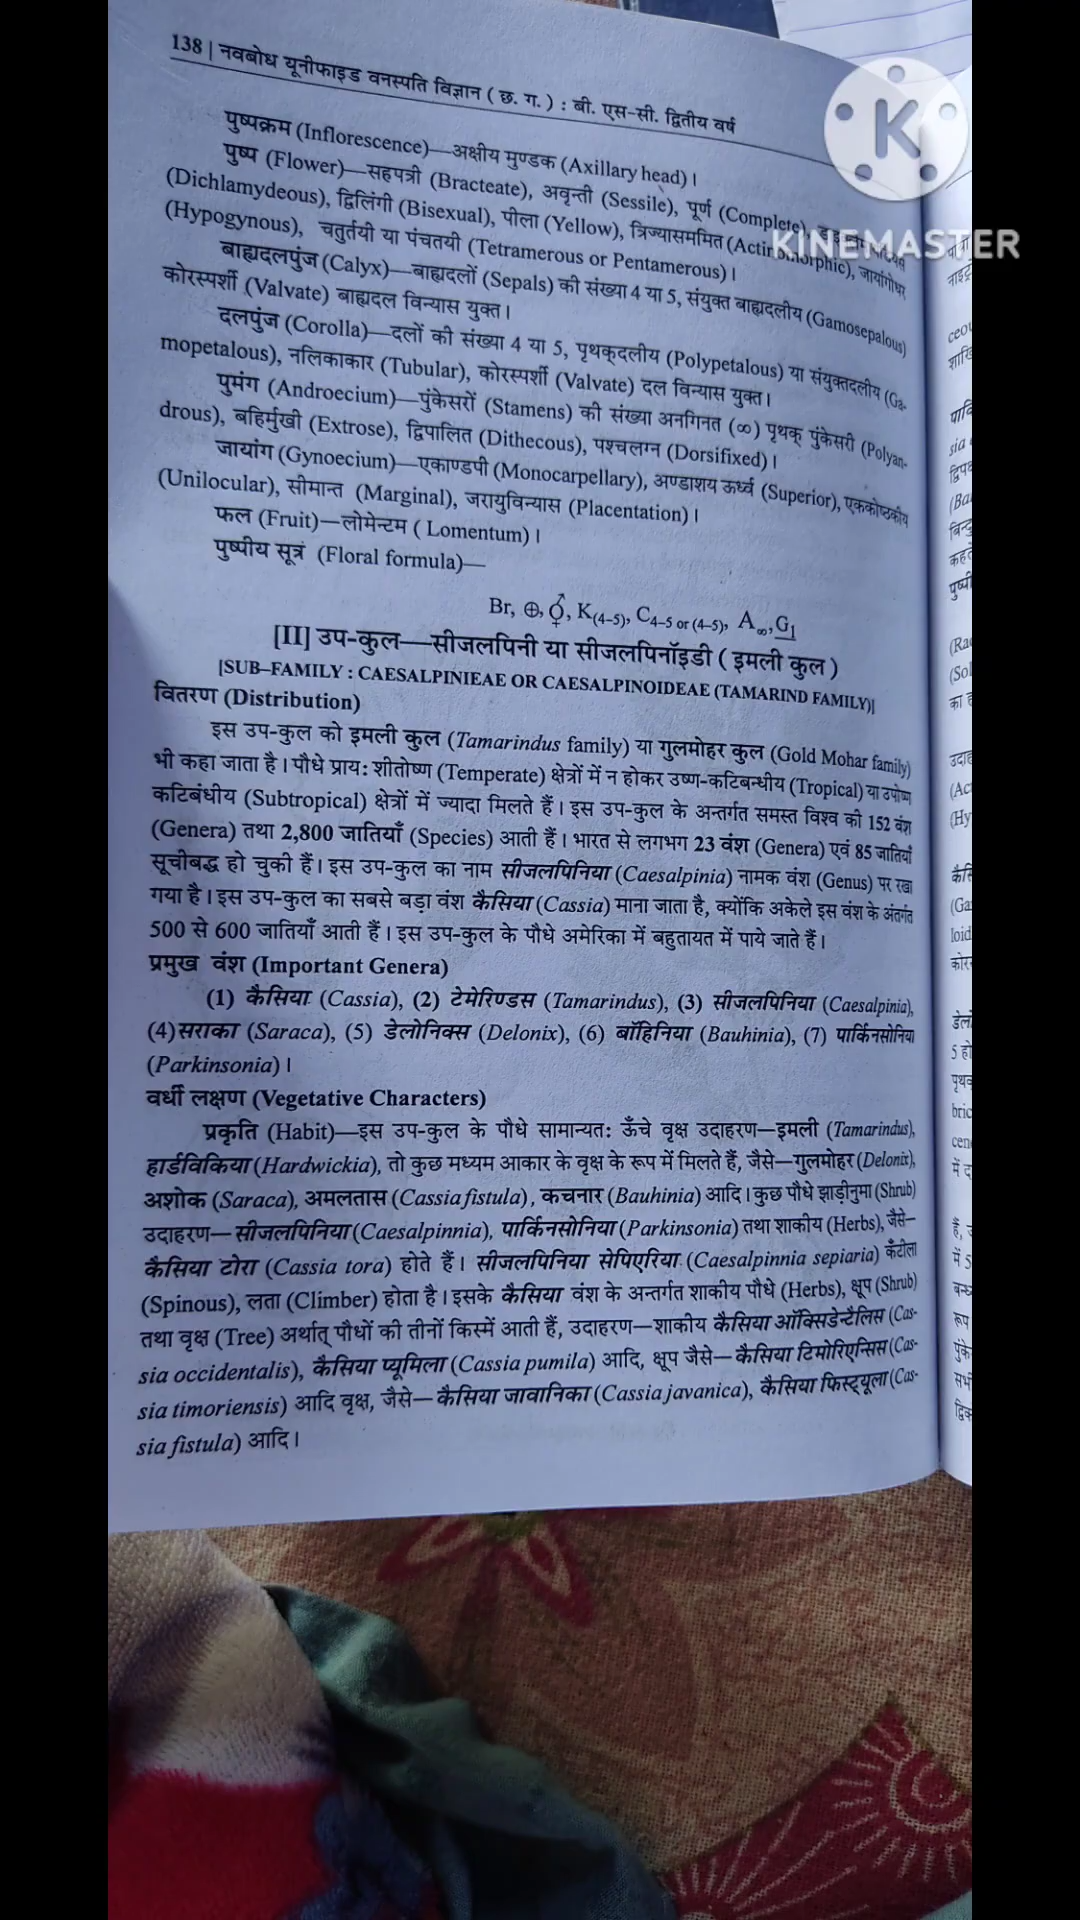 138 | नवबोध यूनीफाइड वनस्पति विज्ञान ( छ. ग. ) : बी. एस-सी. द्वितीय वर्ष
K
KINEMASTER
पुष्पक्रम (Inflorescence)—अक्षीय मुण्डक (Axillary head)।
पुष्प (Flower)—सहपत्री (Bracteate), अवृन्ती (Sessile), पूर्ण (Complete),
(Dichlamydeous), द्विलिंगी (Bisexual), पीला (Yellow), त्रिज्यासममित (Actinomorphic), जायांगोधर
(Hypogynous), चतुर्तयी या पंचतयी (Tetramerous or Pentamerous)।
बाह्यदलपुंज (Calyx)—बाह्यदलों (Sepals) की संख्या 4 या 5, संयुक्त बाह्यदलीय (Gamosepalous)
कोरस्पर्शी (Valvate) बाह्यदल विन्यास युक्त।
दलपुंज (Corolla)—दलों की संख्या 4 या 5, पृथक्दलीय (Polypetalous) या संयुक्तदलीय (Ga-
mopetalous), नलिकाकार (Tubular), कोरस्पर्शी (Valvate) दल विन्यास युक्त।
पुमंग (Androecium)—पुंकेसरों (Stamens) की संख्या अनगिनत (∞) पृथक् पुंकेसरी (Polyan-
drous), बहिर्मुखी (Extrose), द्विपालित (Dithecous), पश्चलग्न (Dorsifixed)।
जायांग (Gynoecium)—एकाण्डपी (Monocarpellary), अण्डाशय ऊर्ध्व (Superior), एककोष्ठकीय
(Unilocular), सीमान्त (Marginal), जरायुविन्यास (Placentation)।
फल (Fruit)—लोमेन्टम ( Lomentum)।
पुष्पीय सूत्रं (Floral formula)—
Br, ⊕, ⚥, K(4–5), C4–5 or (4–5), A∞, G1
[II] उप-कुल—सीजलपिनी या सीजलपिनॉइडी ( इमली कुल )
[SUB–FAMILY : CAESALPINIEAE OR CAESALPINOIDEAE (TAMARIND FAMILY)]
वितरण (Distribution)
इस उप-कुल को इमली कुल (Tamarindus family) या गुलमोहर कुल (Gold Mohar family)
भी कहा जाता है। पौधे प्राय: शीतोष्ण (Temperate) क्षेत्रों में न होकर उष्ण-कटिबन्धीय (Tropical) या उपोष्ण
कटिबंधीय (Subtropical) क्षेत्रों में ज्यादा मिलते हैं। इस उप-कुल के अन्तर्गत समस्त विश्व की 152 वंश
(Genera) तथा 2,800 जातियाँ (Species) आती हैं। भारत से लगभग 23 वंश (Genera) एवं 85 जातियाँ
सूचीबद्ध हो चुकी हैं। इस उप-कुल का नाम सीजलपिनिया (Caesalpinia) नामक वंश (Genus) पर रखा
गया है। इस उप-कुल का सबसे बड़ा वंश कैसिया (Cassia) माना जाता है, क्योंकि अकेले इस वंश के अंतर्गत
500 से 600 जातियाँ आती हैं। इस उप-कुल के पौधे अमेरिका में बहुतायत में पाये जाते हैं।
प्रमुख वंश (Important Genera)
(1) कैसिया (Cassia), (2) टेमेरिण्डस (Tamarindus), (3) सीजलपिनिया (Caesalpinia),
(4) सराका (Saraca), (5) डेलोनिक्स (Delonix), (6) बॉहिनिया (Bauhinia), (7) पार्किनसोनिया
(Parkinsonia)।
वर्धी लक्षण (Vegetative Characters)
प्रकृति (Habit)—इस उप-कुल के पौधे सामान्यत: ऊँचे वृक्ष उदाहरण—इमली (Tamarindus),
हार्डविकिया (Hardwickia), तो कुछ मध्यम आकार के वृक्ष के रूप में मिलते हैं, जैसे—गुलमोहर (Delonix),
अशोक (Saraca), अमलतास (Cassia fistula), कचनार (Bauhinia) आदि। कुछ पौधे झाड़ीनुमा (Shrub)
उदाहरण—सीजलपिनिया (Caesalpinnia), पार्किनसोनिया (Parkinsonia) तथा शाकीय (Herbs), जैसे—
कैसिया टोरा (Cassia tora) होते हैं। सीजलपिनिया सेपिएरिया (Caesalpinnia sepiaria) कँटीला
(Spinous), लता (Climber) होता है। इसके कैसिया वंश के अन्तर्गत शाकीय पौधे (Herbs), क्षूप (Shrub)
तथा वृक्ष (Tree) अर्थात् पौधों की तीनों किस्में आती हैं, उदाहरण—शाकीय कैसिया ऑक्सिडेन्टैलिस (Cas-
sia occidentalis), कैसिया प्यूमिला (Cassia pumila) आदि, क्षूप जैसे—कैसिया टिमोरिएन्सिस (Cas-
sia timoriensis) आदि वृक्ष, जैसे—कैसिया जावानिका (Cassia javanica), कैसिया फिस्ट्यूला (Cas-
sia fistula) आदि।